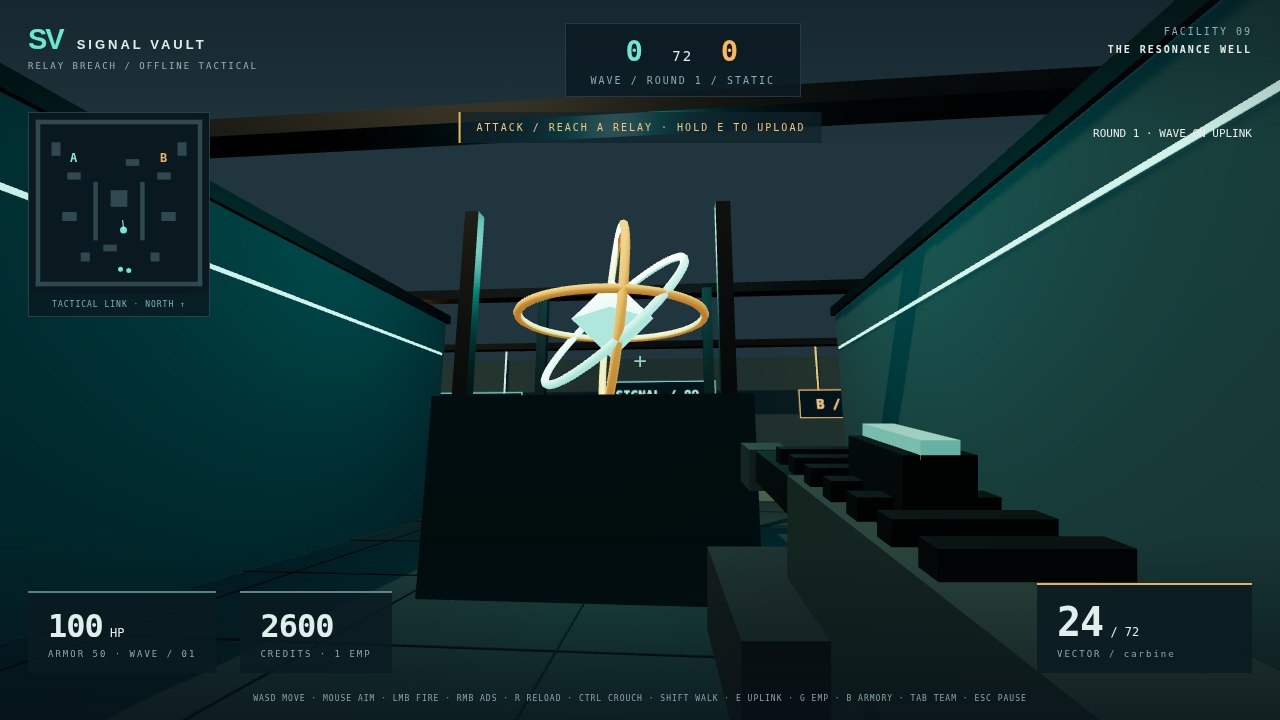 SV SIGNAL VAULT
RELAY BREACH / OFFLINE TACTICAL
0 72 0
WAVE / ROUND 1 / STATIC
FACILITY 09
THE RESONANCE WELL
ATTACK / REACH A RELAY · HOLD E TO UPLOAD
ROUND 1 · WAVE ON UPLINK
A B
TACTICAL LINK · NORTH ↑
SIGNAL / 09
B /
100 HP
ARMOR 50 · WAVE / 01
2600
CREDITS · 1 EMP
24 / 72
VECTOR / carbine
WASD MOVE · MOUSE AIM · LMB FIRE · RMB ADS · R RELOAD · CTRL CROUCH · SHIFT WALK · E UPLINK · G EMP · B ARMORY · TAB TEAM · ESC PAUSE